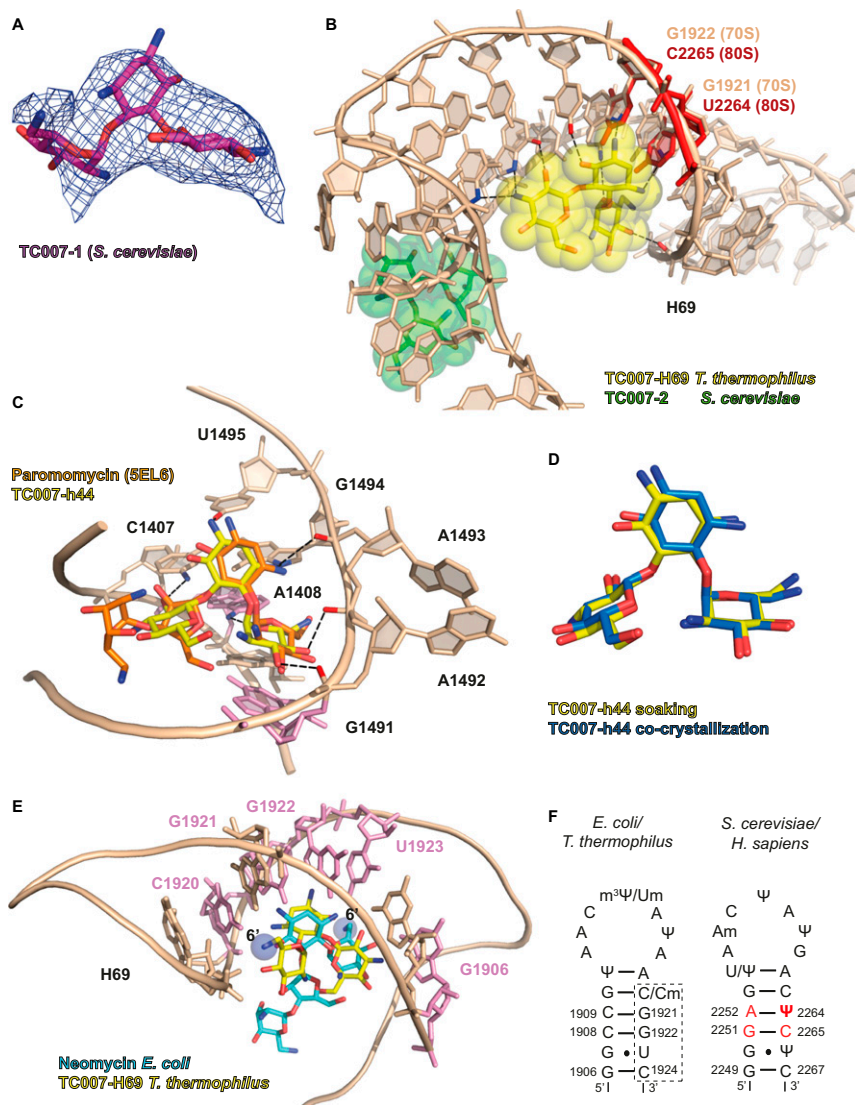 A
TC007-1 (S. cerevisiae)
B
G1922 (70S)
C2265 (80S)
G1921 (70S)
U2264 (80S)
H69
TC007-H69 T. thermophilus
TC007-2 S. cerevisiae
C
Paromomycin (5EL6)
TC007-h44
U1495
G1494
C1407
A1493
A1408
A1492
G1491
D
TC007-h44 soaking
TC007-h44 co-crystallization
E
G1922
G1921
U1923
C1920
6'
6'
H69
G1906
Neomycin E. coli
TC007-H69 T. thermophilus
F
E. coli/
T. thermophilus
m³Ψ/Um
C A
A Ψ
A A
Ψ A
G C/Cm
1909 C G 1921
1908 C G 1922
G • U
1906 G C 1924
5' 3'
S. cerevisiae/
H. sapiens
Ψ
C A
Am Ψ
A G
U/Ψ A
G C
2252 A Ψ 2264
2251 G C 2265
G • Ψ
2249 G C 2267
5' 3'